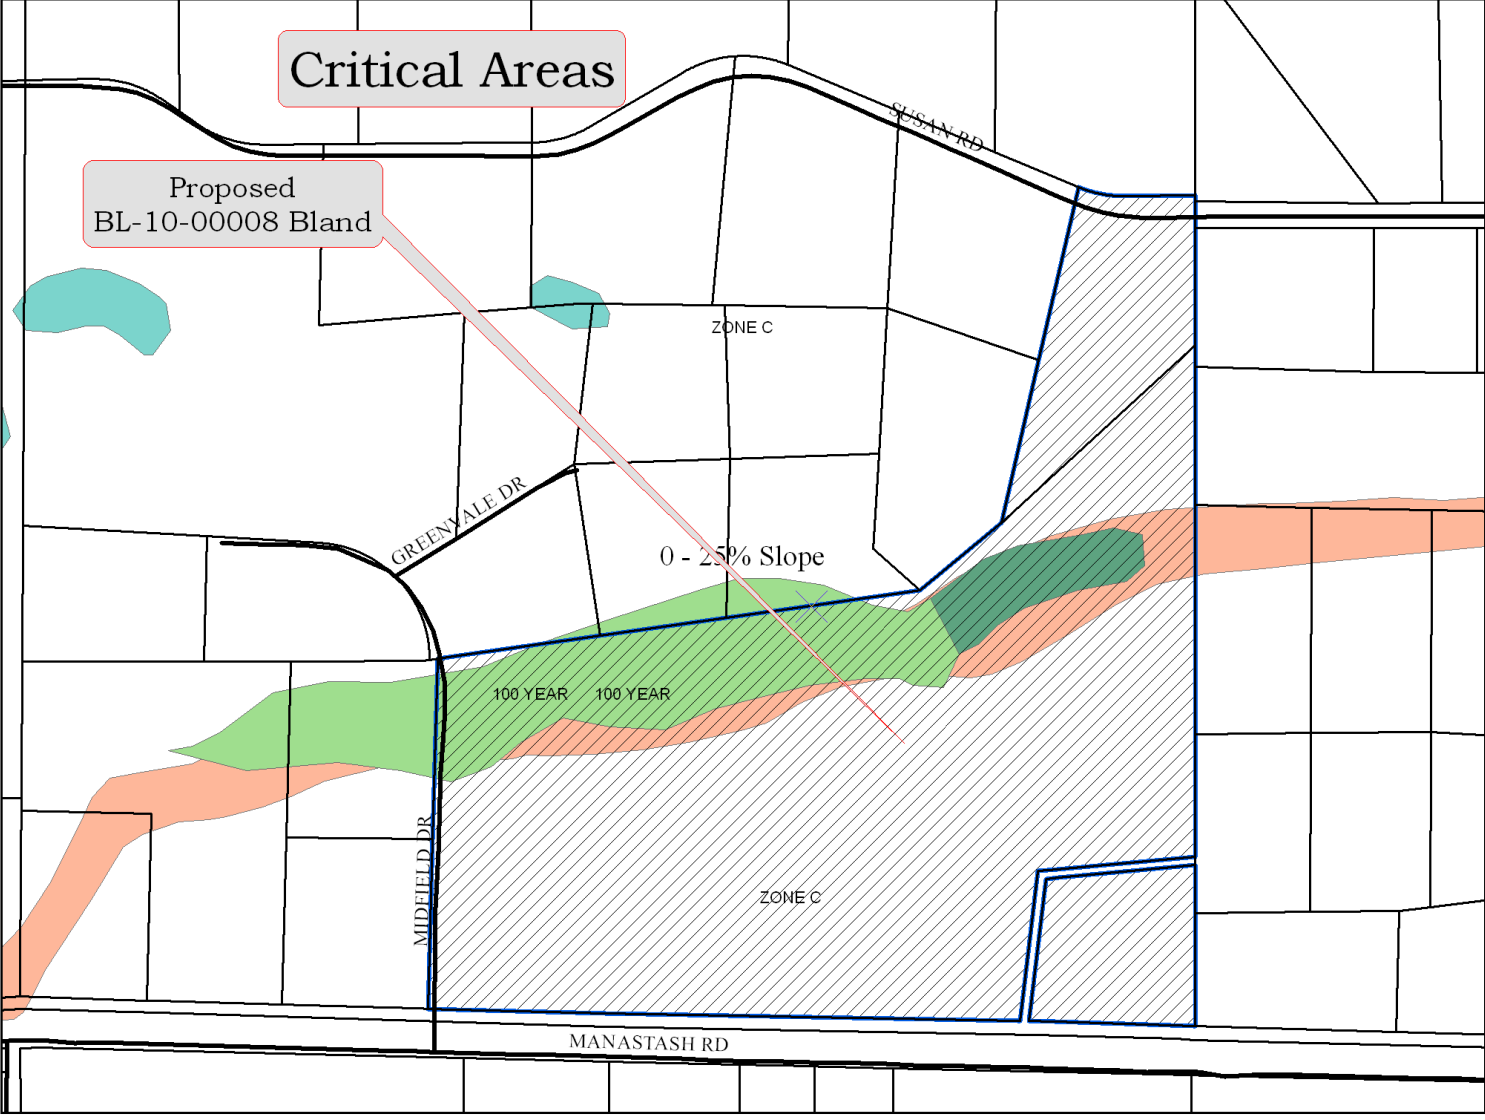 Critical Areas
SUSAN RD
Proposed
BL-10-00008 Bland
ZONE C
GREENVALE DR
0 - 25% Slope
100 YEAR 100 YEAR
MIDFIELD DR
ZONE C
MANASTASH RD